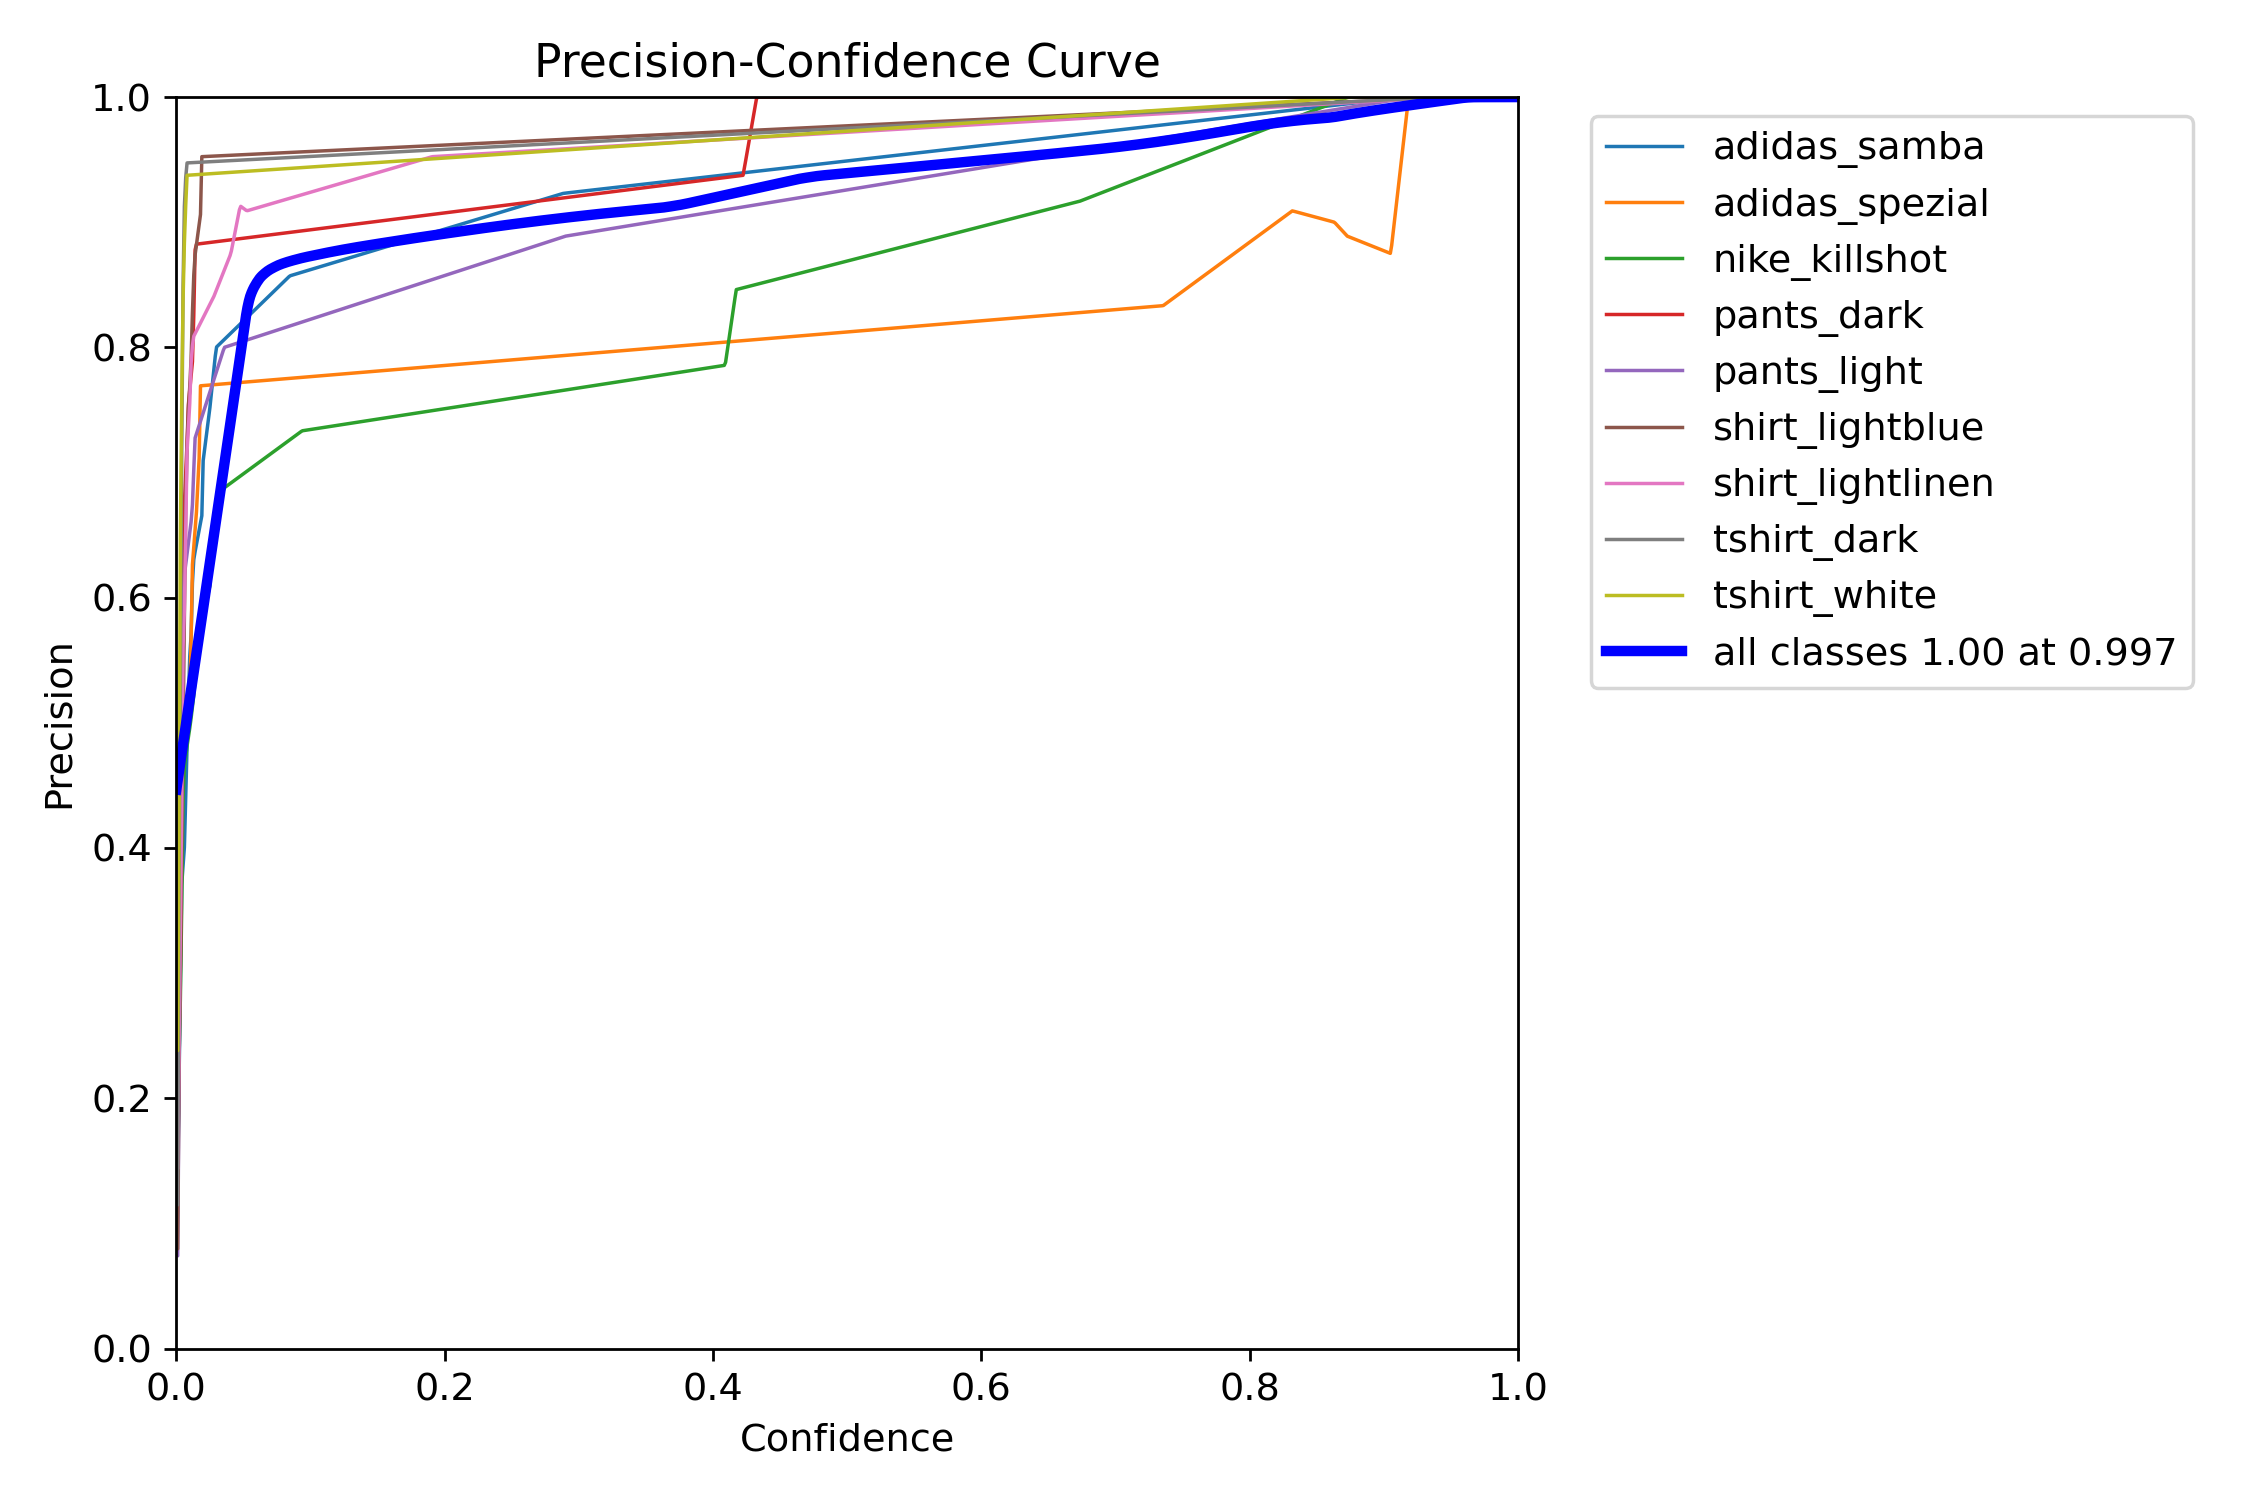 Precision-Confidence Curve
1.0
0.8
0.6
0.4
0.2
0.0
Precision
0.0 0.2 0.4 0.6 0.8 1.0
Confidence
adidas_samba
adidas_spezial
nike_killshot
pants_dark
pants_light
shirt_lightblue
shirt_lightlinen
tshirt_dark
tshirt_white
all classes 1.00 at 0.997